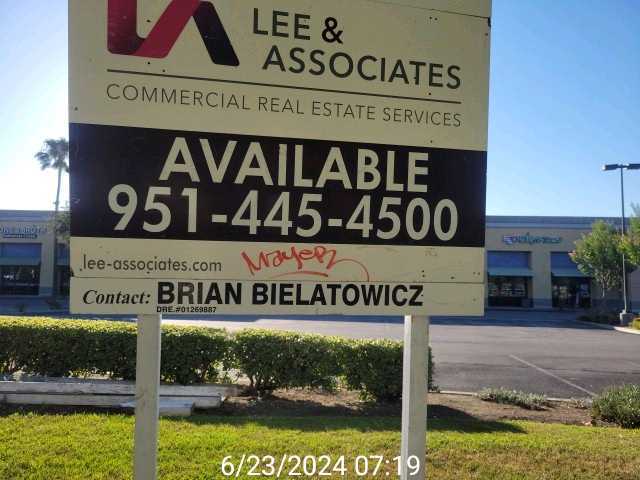 LEE &
ASSOCIATES
COMMERCIAL REAL ESTATE SERVICES
AVAILABLE
951-445-4500
lee-associates.com
Contact: BRIAN BIELATOWICZ
DRE.#01269887
6/23/2024 07:19